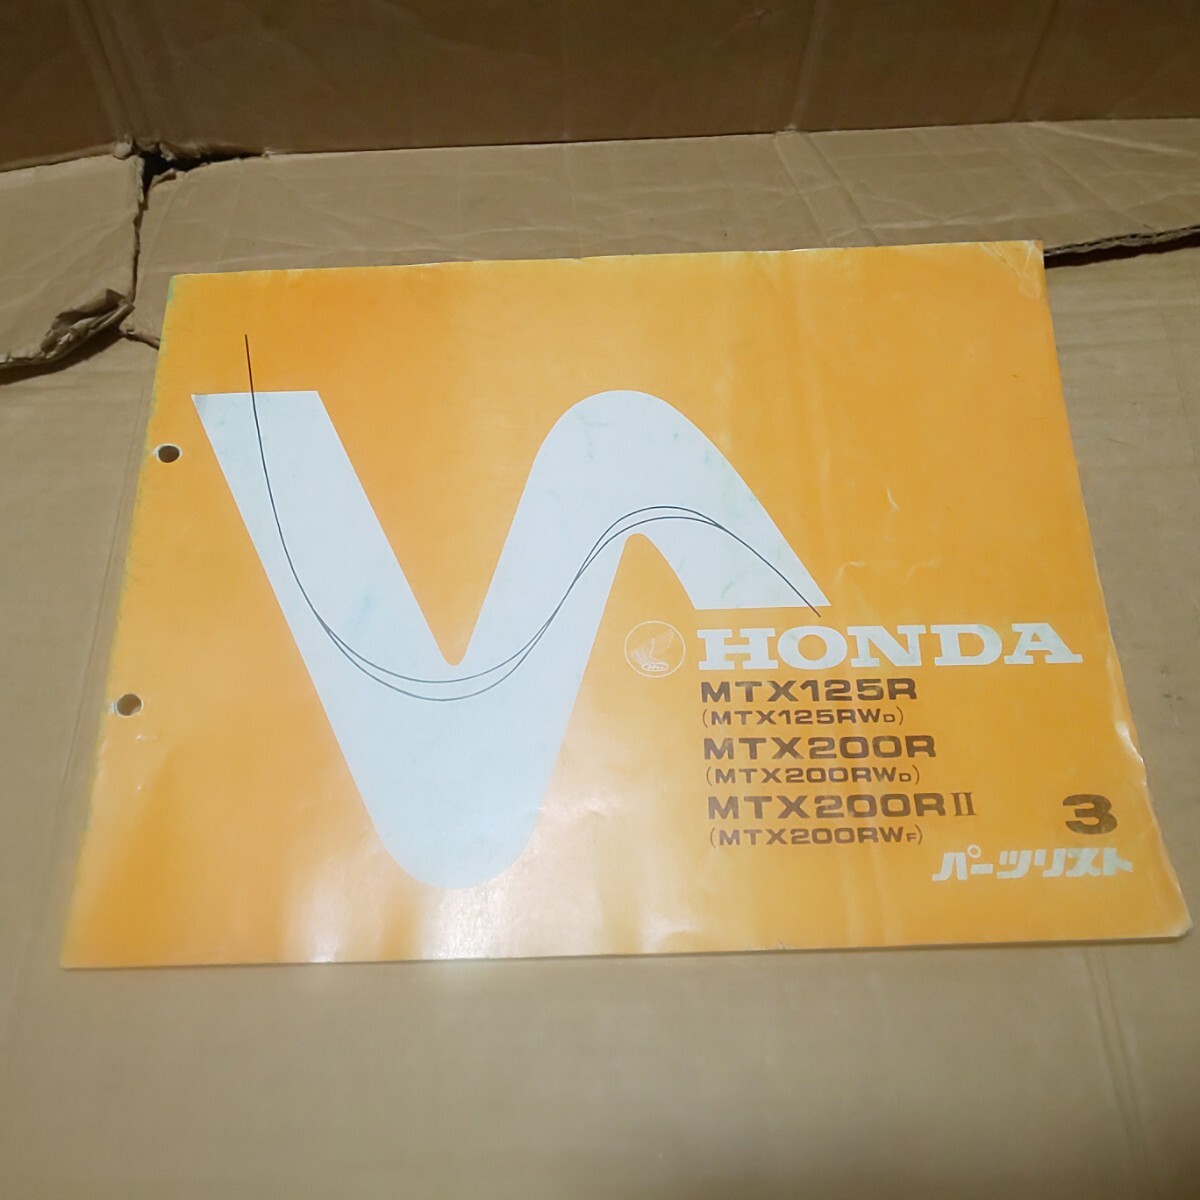 HONDA
MTX125R
(MTX125RWD)
MTX200R
(MTX200RWD)
MTX200RII
(MTX200RWF)
3
パーツリスト